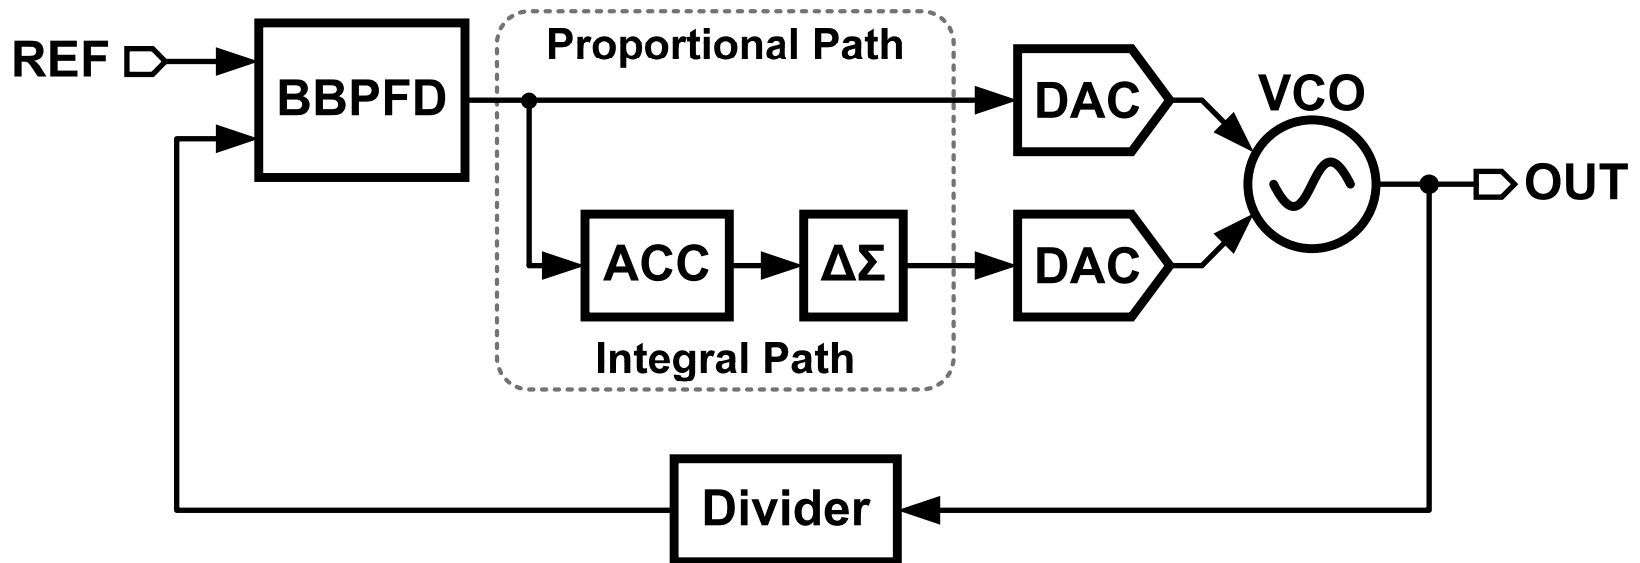 REF
BBPFD
Proportional Path
DAC
VCO
OUT
ACC
ΔΣ
DAC
Integral Path
Divider